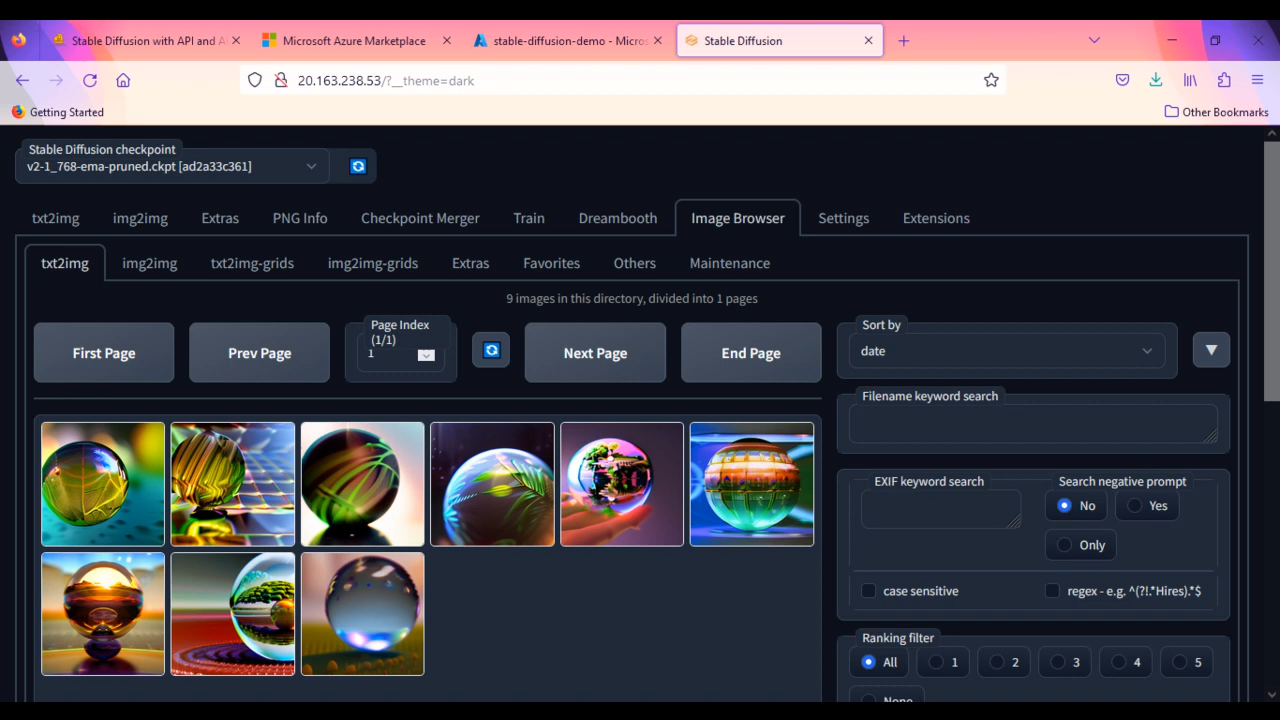 Stable Diffusion with API and A
Microsoft Azure Marketplace
stable-diffusion-demo - Micros
Stable Diffusion
20.163.238.53/?__theme=dark
Getting Started
Other Bookmarks
Stable Diffusion checkpoint
v2-1_768-ema-pruned.ckpt [ad2a33c361]
txt2img img2img Extras PNG Info Checkpoint Merger Train Dreambooth Image Browser Settings Extensions
txt2img img2img txt2img-grids img2img-grids Extras Favorites Others Maintenance
9 images in this directory, divided into 1 pages
First Page
Prev Page
Page Index
(1/1)
1
Next Page
End Page
Sort by
date
Filename keyword search
EXIF keyword search
Search negative prompt
No Yes
Only
case sensitive
regex - e.g. ^(?!.*Hires).*$
Ranking filter
All 1 2 3 4 5
None